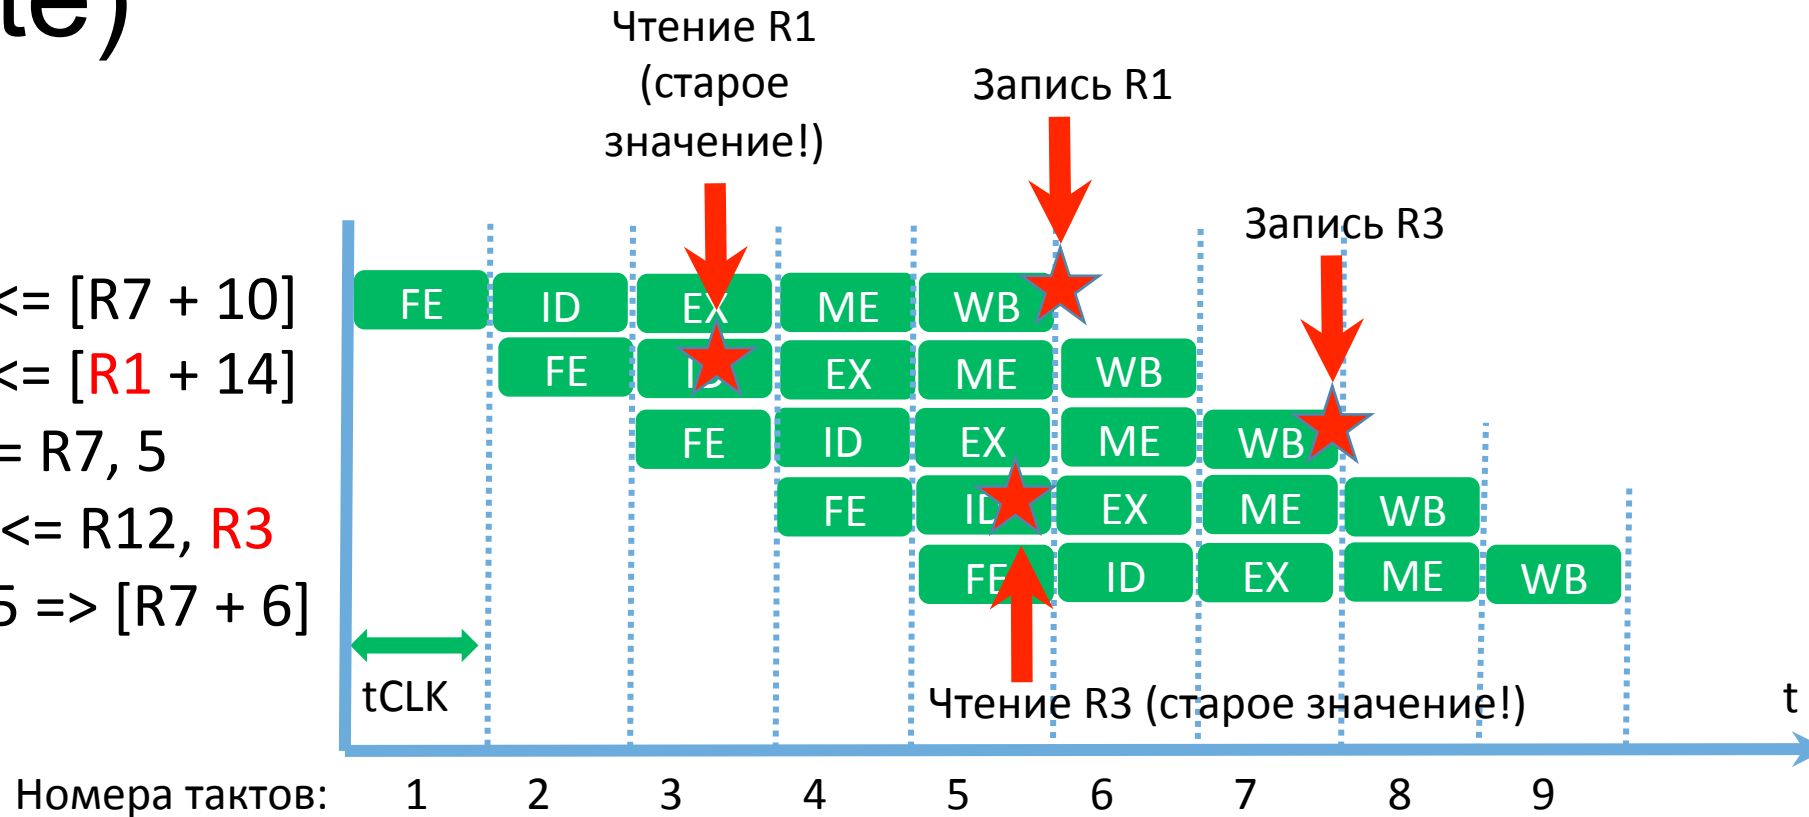 te)
Чтение R1
(старое
значение!)
Запись R1
Запись R3
<= [R7 + 10]
FE ID EX ME WB
<= [R1 + 14]
FE ID EX ME WB
= R7, 5
FE ID EX ME WB
<= R12, R3
FE ID EX ME WB
5 => [R7 + 6]
FE ID EX ME WB
tCLK
Чтение R3 (старое значение!)
t
Номера тактов: 1 2 3 4 5 6 7 8 9